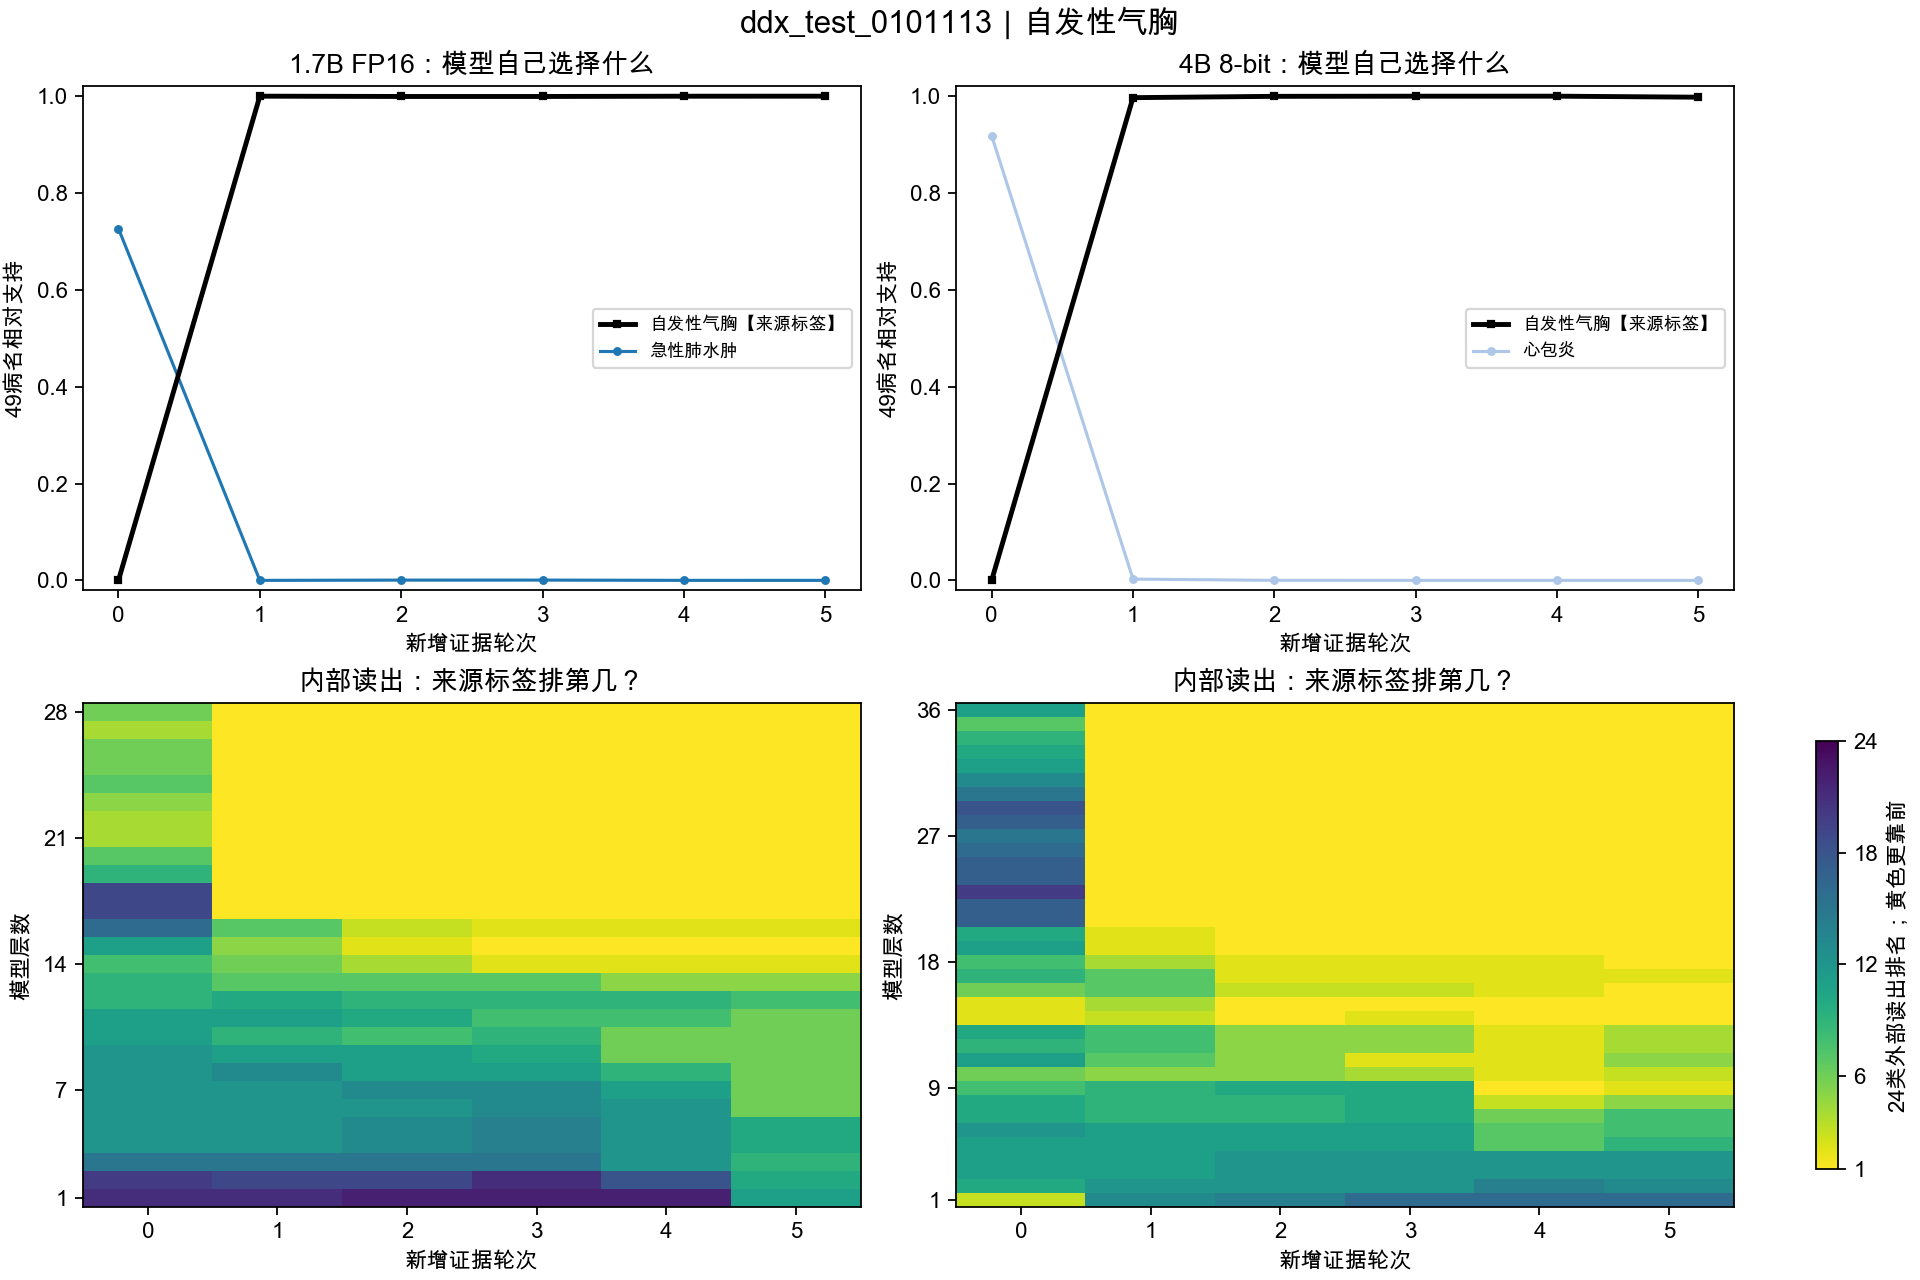 ddx_test_0101113 | 自发性气胸
1.7B FP16：模型自己选择什么
49病名相对支持
1.0
0.8
0.6
0.4
0.2
0.0
自发性气胸【来源标签】
急性肺水肿
0 1 2 3 4 5
新增证据轮次
4B 8-bit：模型自己选择什么
49病名相对支持
1.0
0.8
0.6
0.4
0.2
0.0
自发性气胸【来源标签】
心包炎
0 1 2 3 4 5
新增证据轮次
内部读出：来源标签排第几？
模型层数
28
21
14
7
1
0 1 2 3 4 5
新增证据轮次
内部读出：来源标签排第几？
模型层数
36
27
18
9
1
0 1 2 3 4 5
新增证据轮次
24
18
12
6
1
24类外部读出排名；黄色更靠前